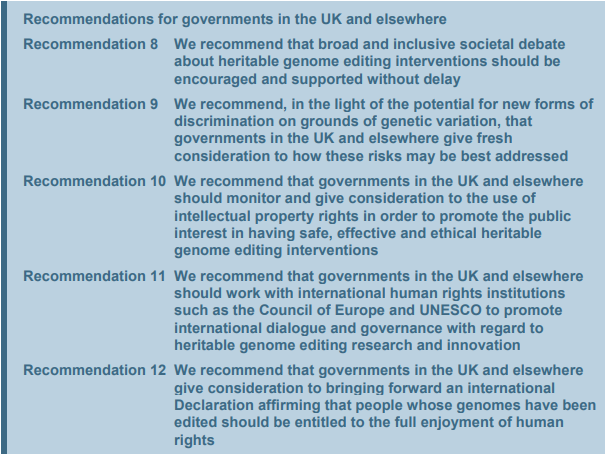 Recommendations for governments in the UK and elsewhere
Recommendation 8 We recommend that broad and inclusive societal debate
about heritable genome editing interventions should be
encouraged and supported without delay
Recommendation 9 We recommend, in the light of the potential for new forms of
discrimination on grounds of genetic variation, that
governments in the UK and elsewhere give fresh
consideration to how these risks may be best addressed
Recommendation 10 We recommend that governments in the UK and elsewhere
should monitor and give consideration to the use of
intellectual property rights in order to promote the public
interest in having safe, effective and ethical heritable
genome editing interventions
Recommendation 11 We recommend that governments in the UK and elsewhere
should work with international human rights institutions
such as the Council of Europe and UNESCO to promote
international dialogue and governance with regard to
heritable genome editing research and innovation
Recommendation 12 We recommend that governments in the UK and elsewhere
give consideration to bringing forward an international
Declaration affirming that people whose genomes have been
edited should be entitled to the full enjoyment of human
rights